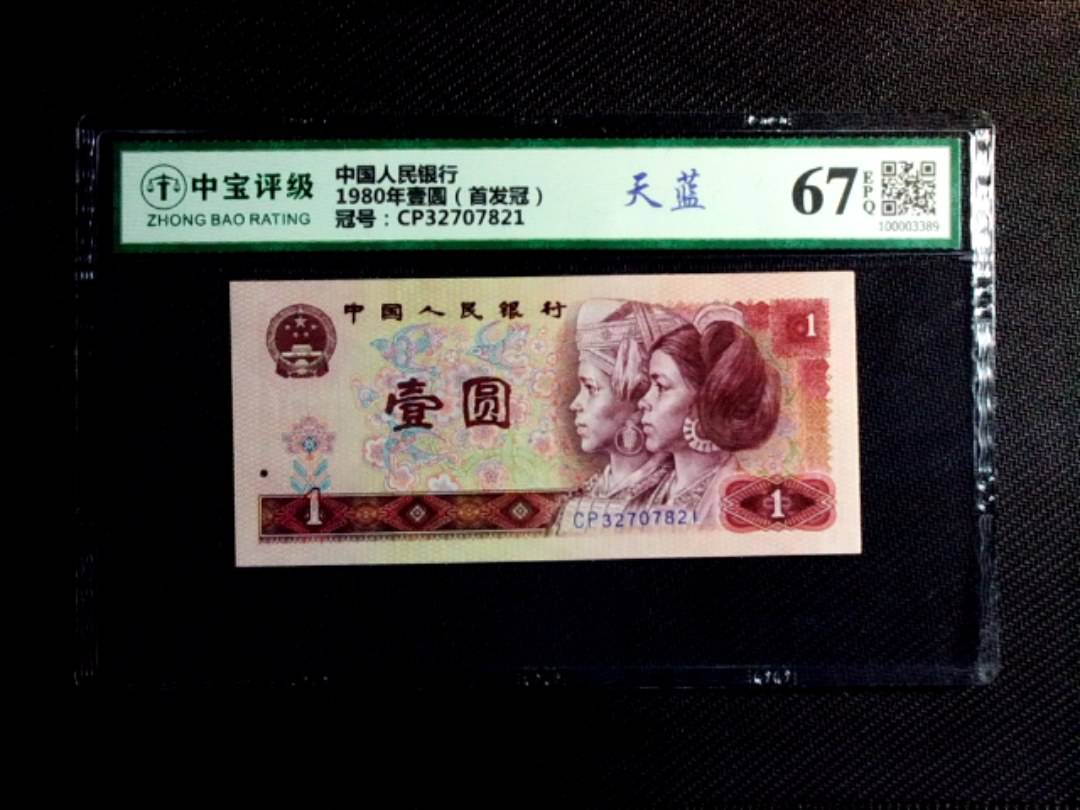 中宝评级
ZHONG BAO RATING
中国人民银行
1980年壹圆（首发冠）
冠号：CP32707821
天蓝
67
EPQ
100003389
中国人民银行
1
壹圆
1
CP32707821
1